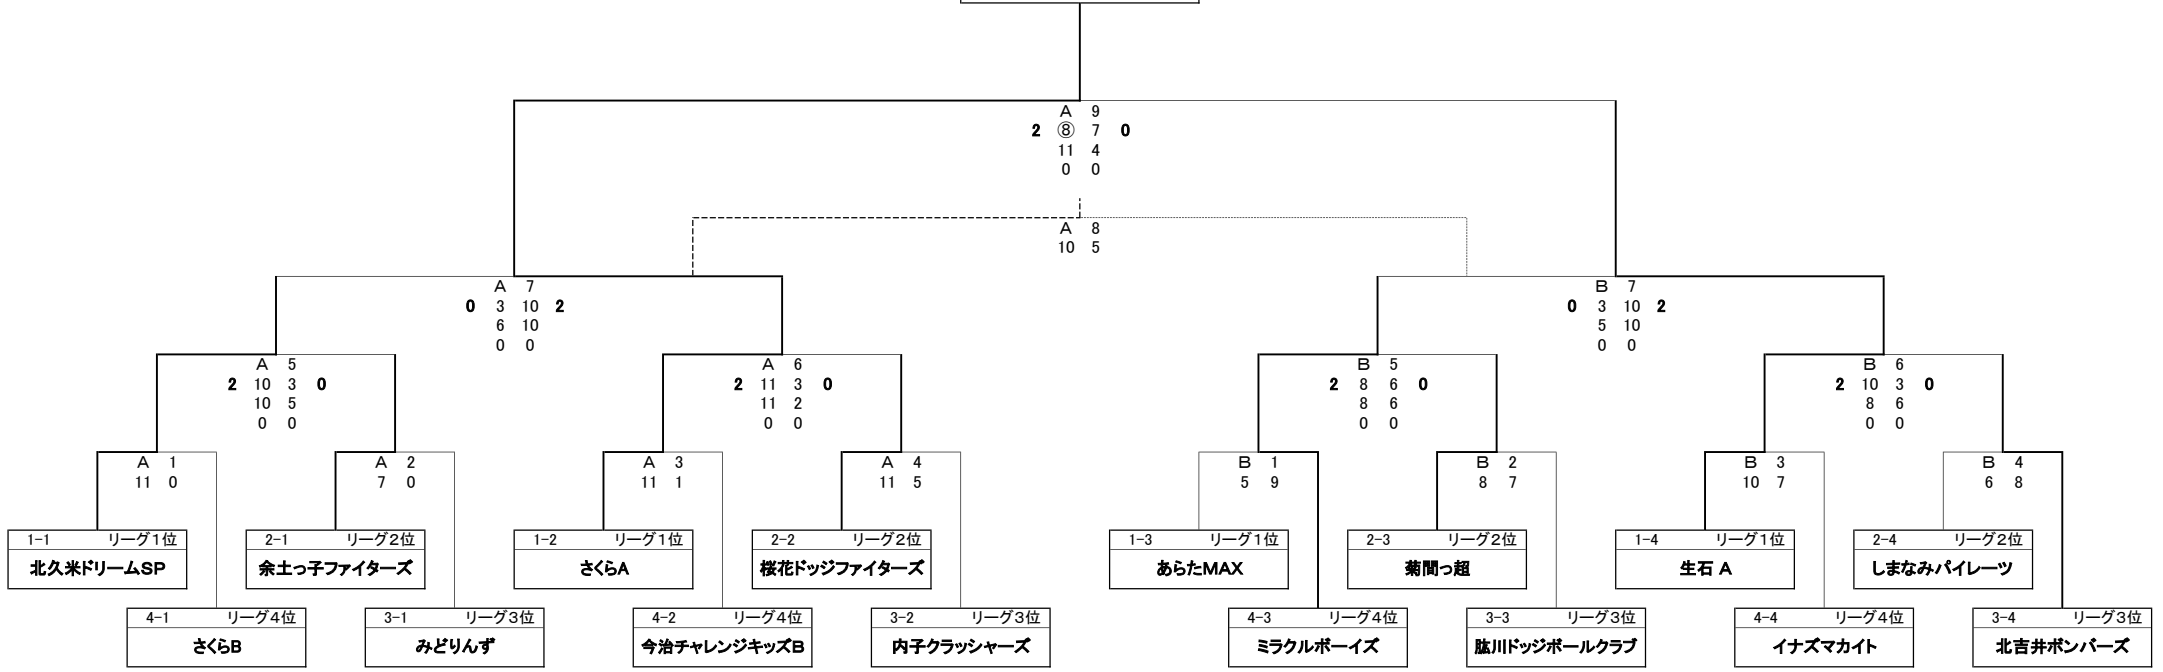 A 9
2 ⑧ 7 0
11 4
0 0
A 8
10 5
A 7
0 3 10 2
6 10
0 0
B 7
0 3 10 2
5 10
0 0
A 5
2 10 3 0
10 5
0 0
A 6
2 11 3 0
11 2
0 0
B 5
2 8 6 0
8 6
0 0
B 6
2 10 3 0
8 6
0 0
A 1
11 0
A 2
7 0
A 3
11 1
A 4
11 5
B 1
5 9
B 2
8 7
B 3
10 7
B 4
6 8
1-1 リーグ1位
北久米ドリームSP
2-1 リーグ2位
余土っ子ファイターズ
1-2 リーグ1位
さくらA
2-2 リーグ2位
桜花ドッジファイターズ
1-3 リーグ1位
あらたMAX
2-3 リーグ2位
菊間っ超
1-4 リーグ1位
生石 A
2-4 リーグ2位
しまなみパイレーツ
4-1 リーグ4位
さくらB
3-1 リーグ3位
みどりんず
4-2 リーグ4位
今治チャレンジキッズB
3-2 リーグ3位
内子クラッシャーズ
4-3 リーグ4位
ミラクルボーイズ
3-3 リーグ3位
肱川ドッジボールクラブ
4-4 リーグ4位
イナズマカイト
3-4 リーグ3位
北吉井ボンバーズ